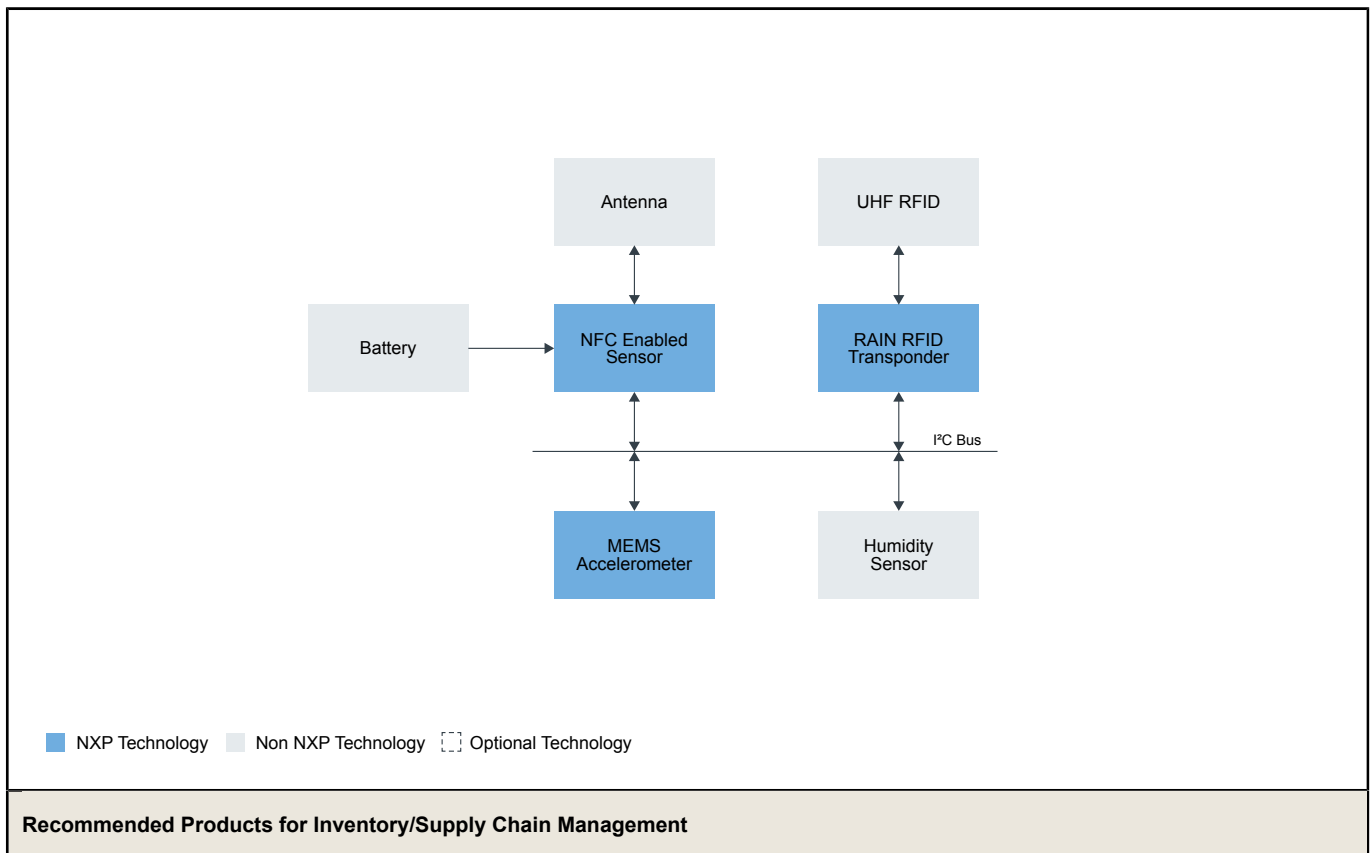 Antenna
UHF RFID
Battery
NFC Enabled
Sensor
RAIN RFID
Transponder
I²C Bus
MEMS
Accelerometer
Humidity
Sensor
NXP Technology
Non NXP Technology
Optional Technology
Recommended Products for Inventory/Supply Chain Management